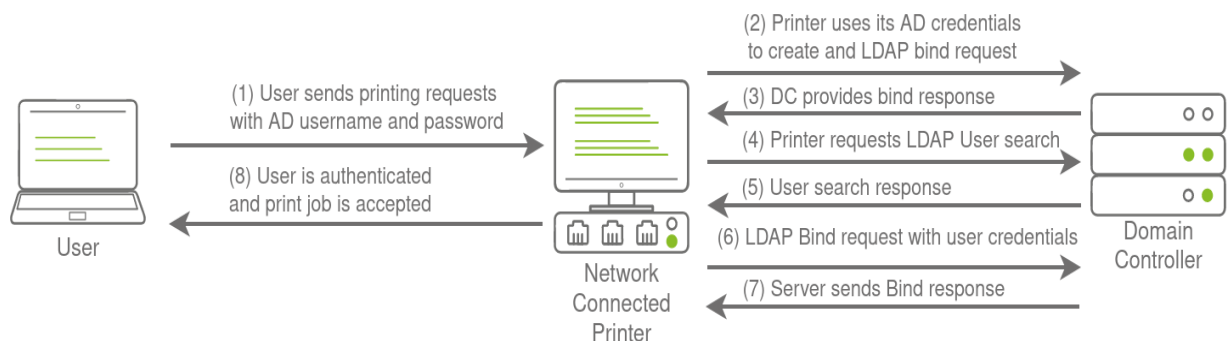 (1) User sends printing requests
with AD username and password
(8) User is authenticated
and print job is accepted
User
Network
Connected
Printer
(2) Printer uses its AD credentials
to create and LDAP bind request
(3) DC provides bind response
(4) Printer requests LDAP User search
(5) User search response
(6) LDAP Bind request with user credentials
(7) Server sends Bind response
Domain
Controller